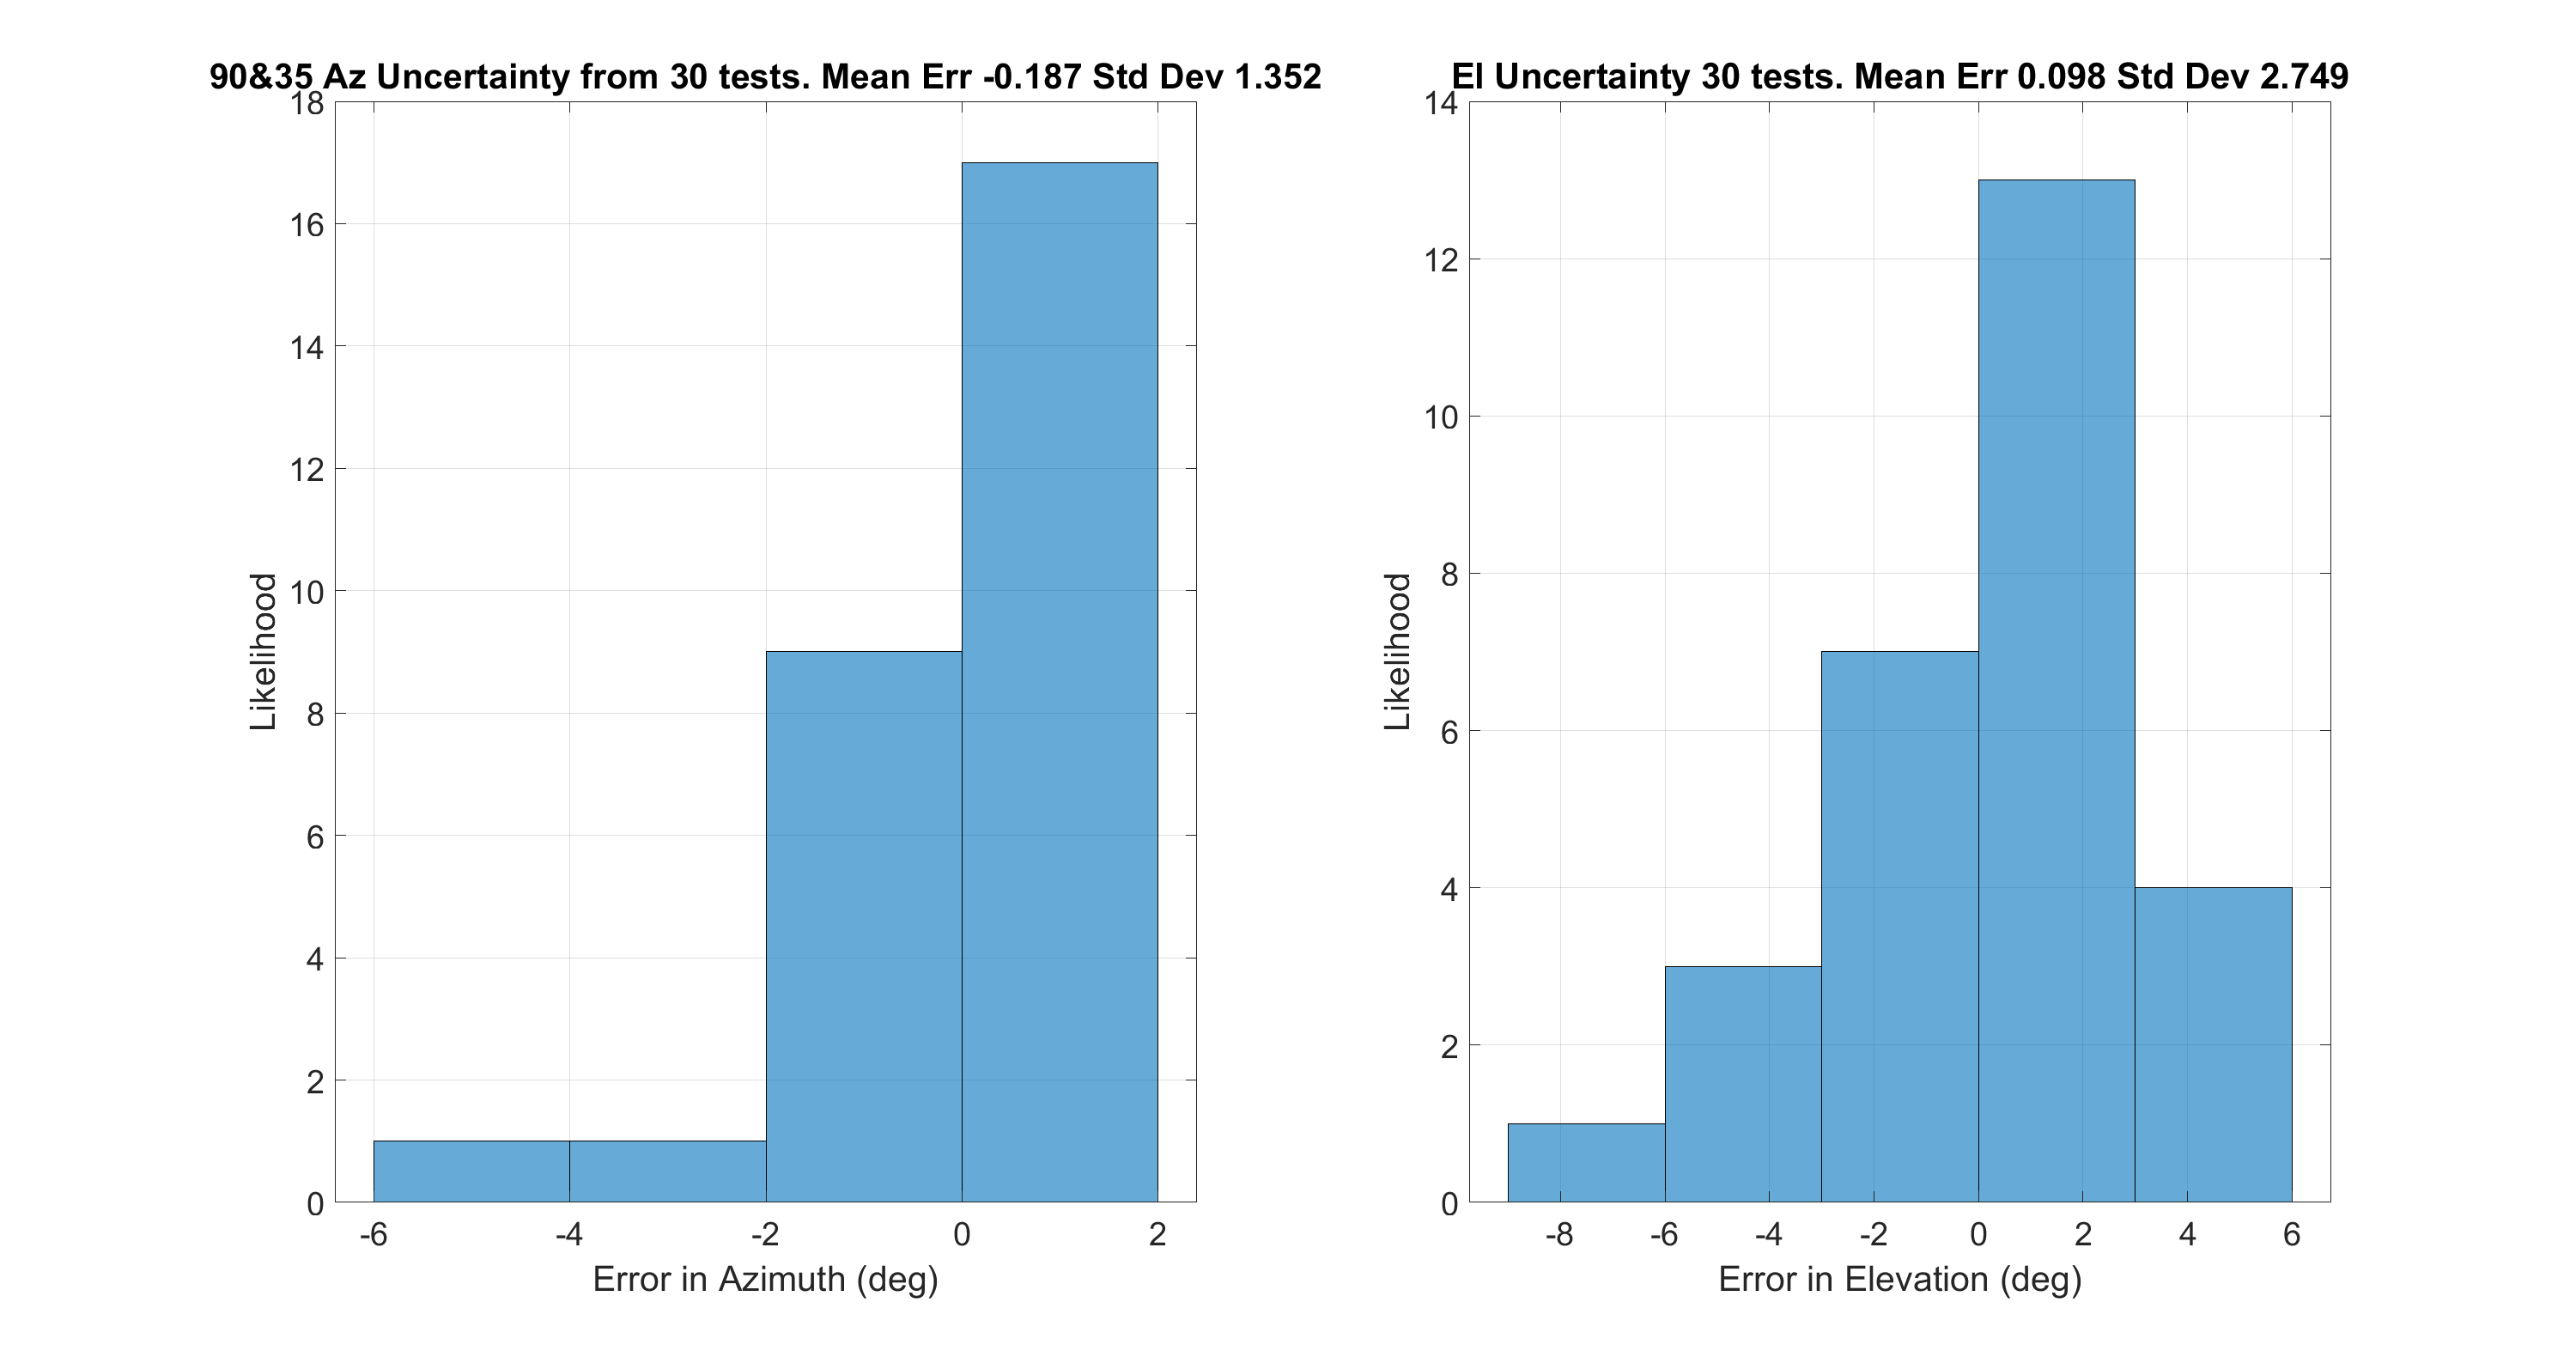 90&35 Az Uncertainty from 30 tests. Mean Err -0.187 Std Dev 1.352
18
16
14
12
10
8
6
4
2
0
Likelihood
-6 -4 -2 0 2
Error in Azimuth (deg)
El Uncertainty 30 tests. Mean Err 0.098 Std Dev 2.749
14
12
10
8
6
4
2
0
Likelihood
-8 -6 -4 -2 0 2 4 6
Error in Elevation (deg)